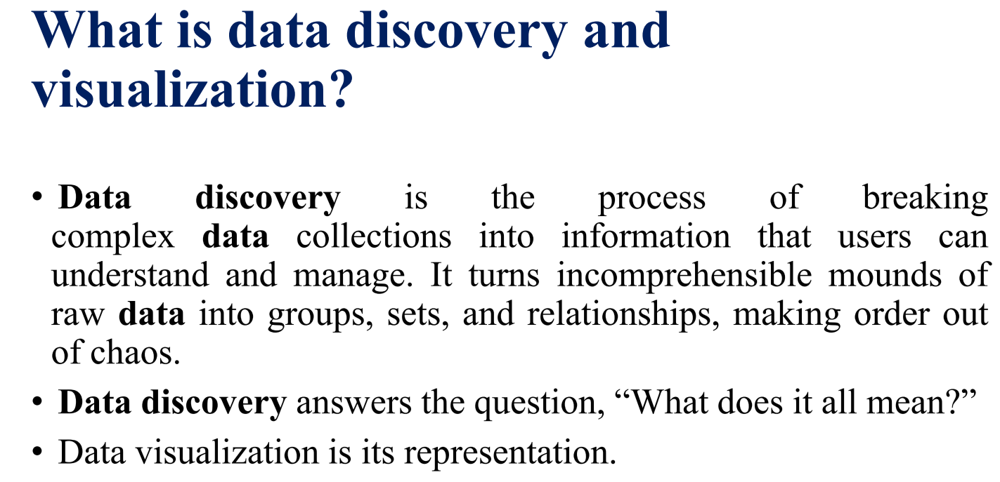 What is data discovery and
visualization?
• Data discovery is the process of breaking
complex data collections into information that users can
understand and manage. It turns incomprehensible mounds of
raw data into groups, sets, and relationships, making order out
of chaos.
• Data discovery answers the question, “What does it all mean?”
• Data visualization is its representation.